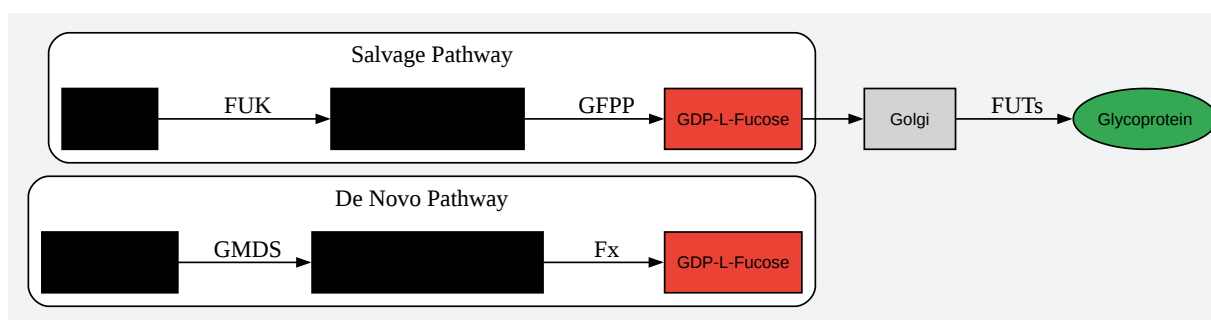 Salvage Pathway
FUK
GFPP
GDP-L-Fucose
Golgi
FUTs
Glycoprotein
De Novo Pathway
GMDS
Fx
GDP-L-Fucose